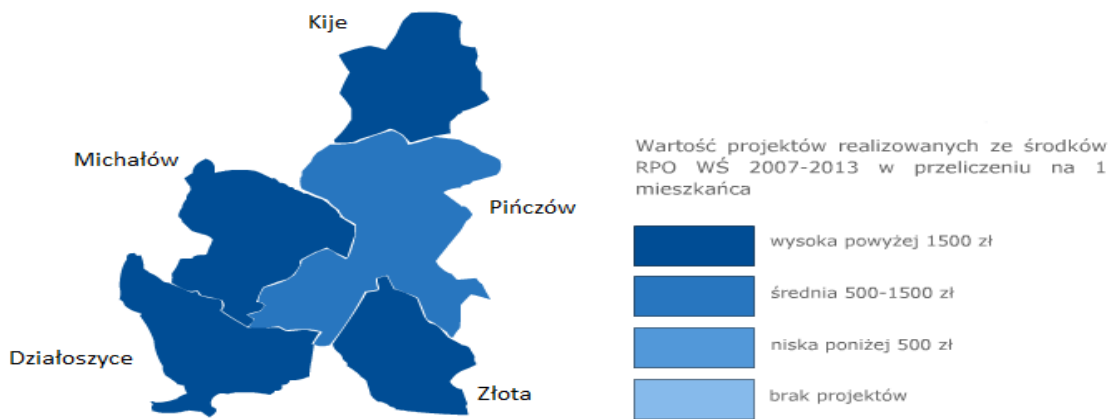 Kije
Michałów
Pińczów
Działoszyce
Złota
Wartość projektów realizowanych ze środków
RPO WŚ 2007-2013 w przeliczeniu na 1
mieszkańca
wysoka powyżej 1500 zł
średnia 500-1500 zł
niska poniżej 500 zł
brak projektów